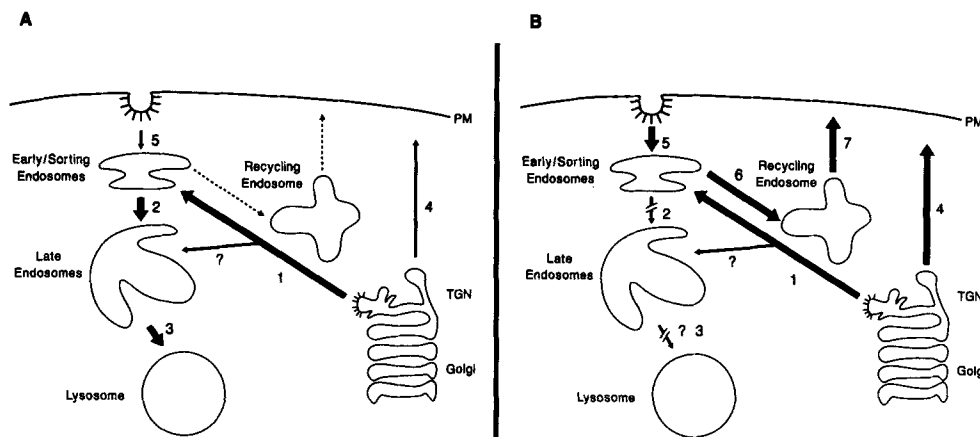 A
PM
5
Early/Sorting
Endosomes
Recycling
Endosome
2
4
Late
Endosomes
?
1
TGN
3
Golgi
Lysosome
B
PM
5
Early/Sorting
Endosomes
Recycling
Endosome
7
6
2
4
Late
Endosomes
?
1
TGN
? 3
Golgi
Lysosome